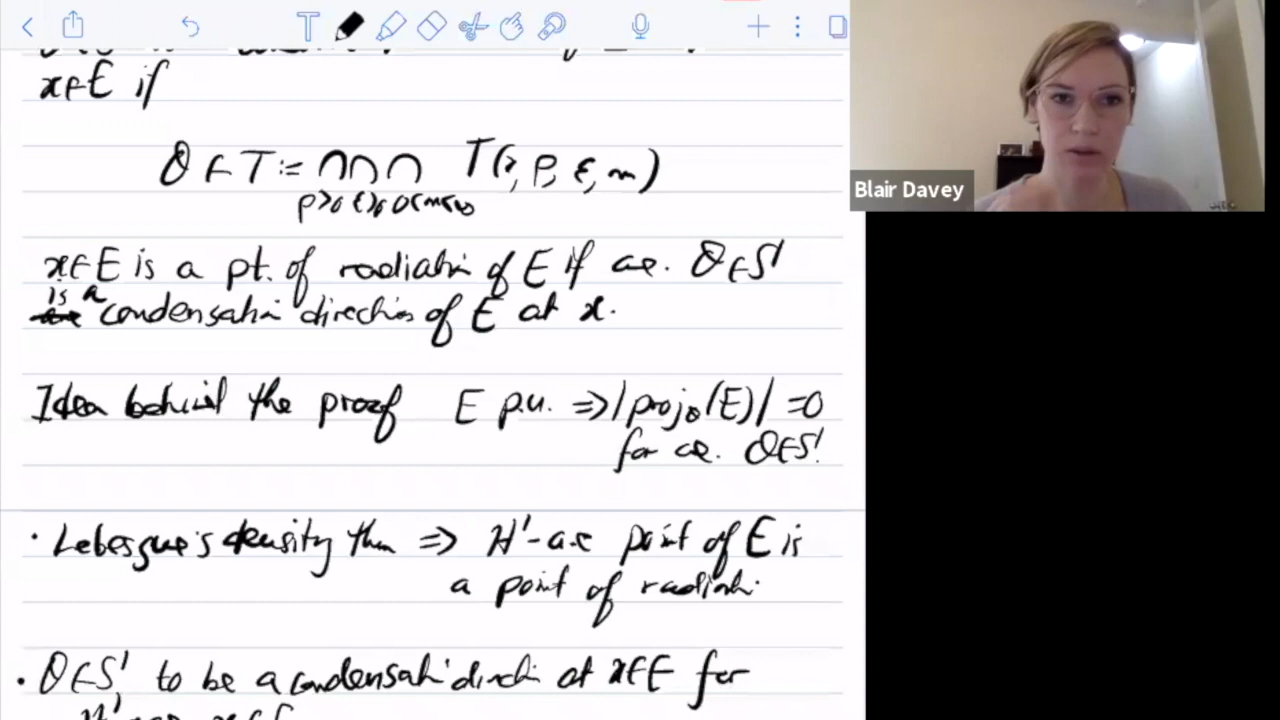 x∈E if
θ ∈ T := ∩∩∩ T(x, ρ, ε, m)
ρ>0 ε>0 0<m<∞
x∈E is a pt. of radiation of E if a.e. θ∈S¹
is a
condensation direction of E at x.
Idea behind the proof E p.u. ⇒ |proj_θ(E)| = 0
for a.e. θ∈S¹.
· Lebesgue's density thm ⇒ H¹-a.e point of E is
a point of radiation.
· θ∈S¹, to be a condensation direction at x∈E for
Blair Davey